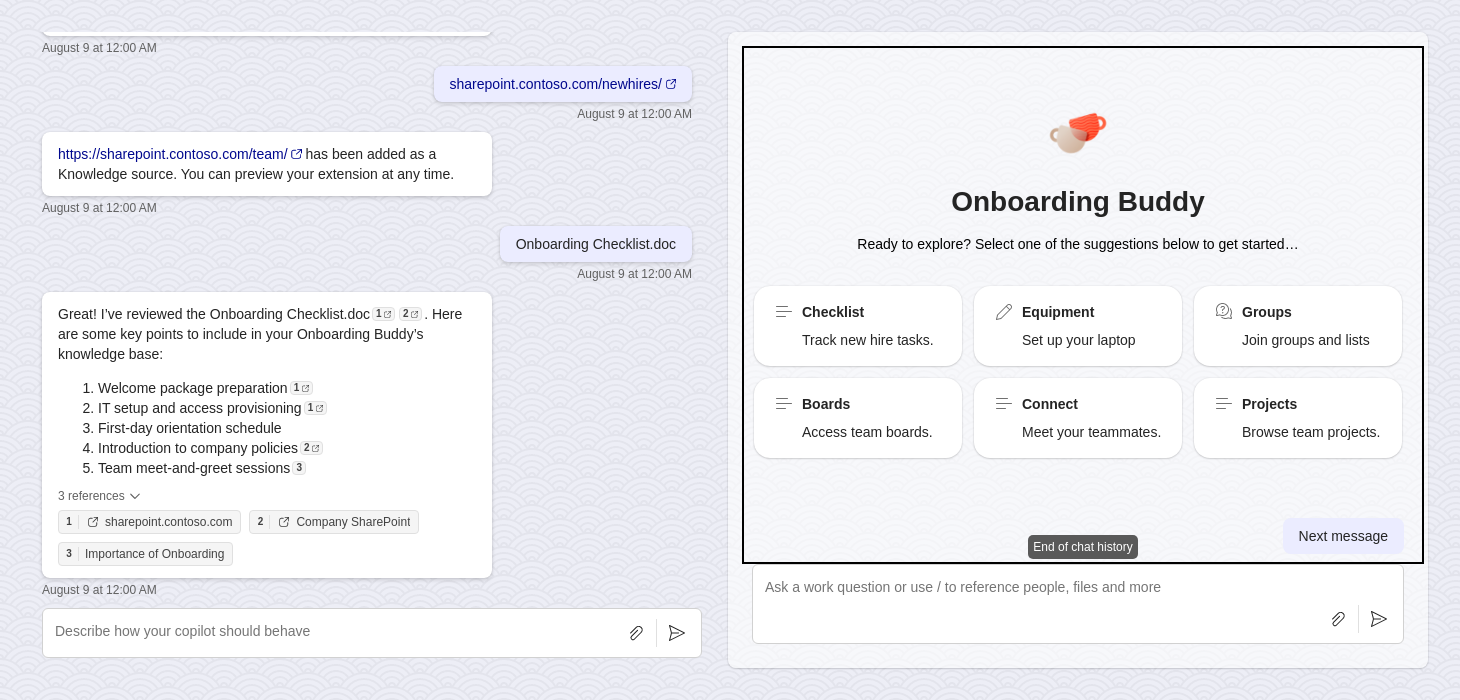 August 9 at 12:00 AM
sharepoint.contoso.com/newhires/
August 9 at 12:00 AM
https://sharepoint.contoso.com/team/ has been added as a
Knowledge source. You can preview your extension at any time.
August 9 at 12:00 AM
Onboarding Checklist.doc
August 9 at 12:00 AM
Great! I’ve reviewed the Onboarding Checklist.doc 1 2 . Here
are some key points to include in your Onboarding Buddy’s
knowledge base:
1. Welcome package preparation 1
2. IT setup and access provisioning 1
3. First-day orientation schedule
4. Introduction to company policies 2
5. Team meet-and-greet sessions 3
3 references
1 sharepoint.contoso.com 2 Company SharePoint
3 Importance of Onboarding
August 9 at 12:00 AM
Describe how your copilot should behave
Onboarding Buddy
Ready to explore? Select one of the suggestions below to get started…
Checklist
Track new hire tasks.
Equipment
Set up your laptop
Groups
Join groups and lists
Boards
Access team boards.
Connect
Meet your teammates.
Projects
Browse team projects.
Next message
End of chat history
Ask a work question or use / to reference people, files and more